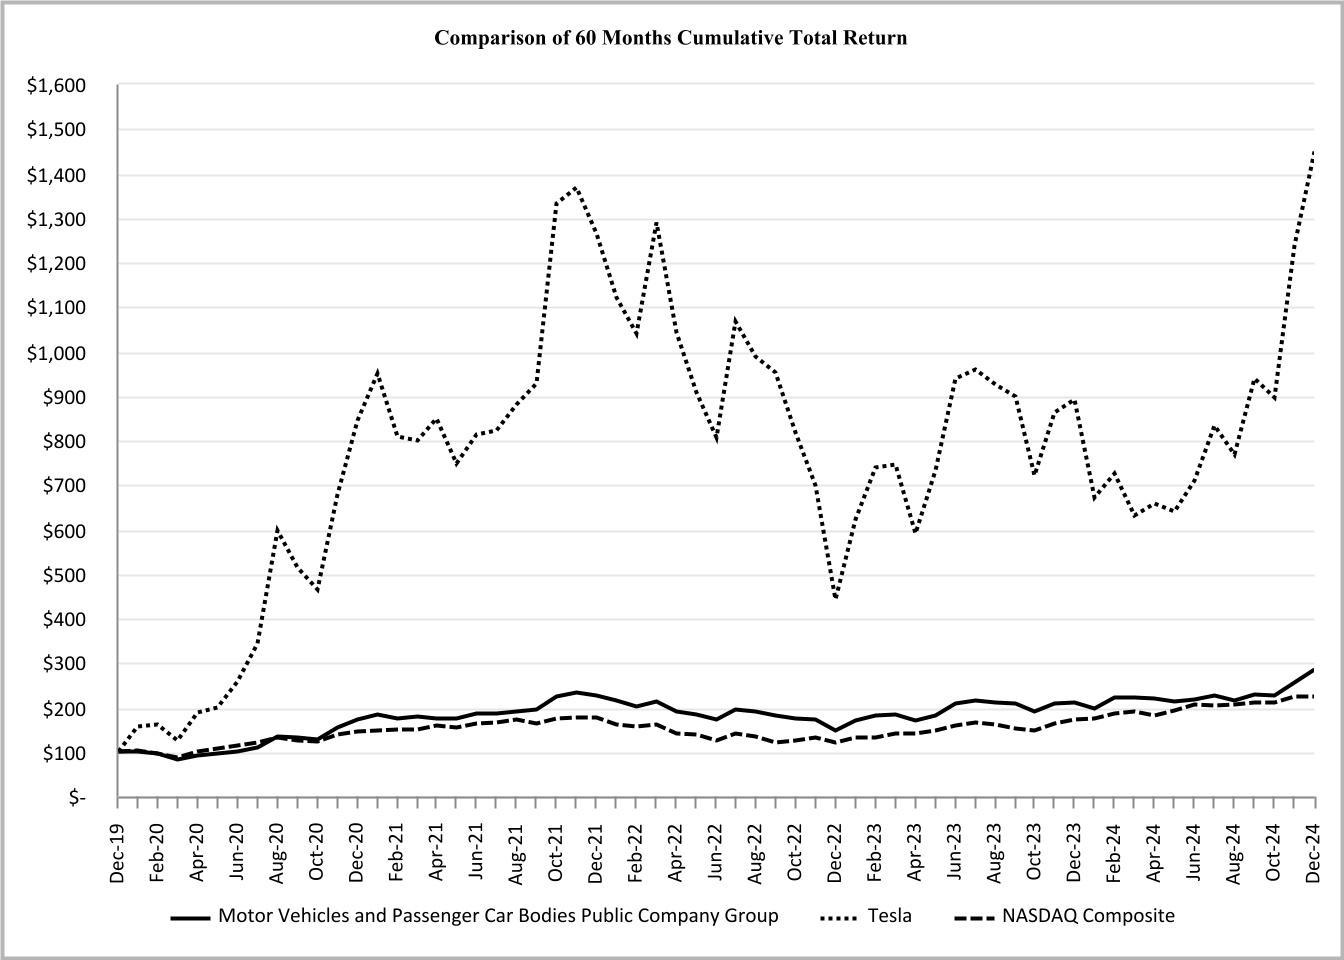 Comparison of 60 Months Cumulative Total Return
$1,600
$1,500
$1,400
$1,300
$1,200
$1,100
$1,000
$900
$800
$700
$600
$500
$400
$300
$200
$100
$-
Dec-19
Feb-20
Apr-20
Jun-20
Aug-20
Oct-20
Dec-20
Feb-21
Apr-21
Jun-21
Aug-21
Oct-21
Dec-21
Feb-22
Apr-22
Jun-22
Aug-22
Oct-22
Dec-22
Feb-23
Apr-23
Jun-23
Aug-23
Oct-23
Dec-23
Feb-24
Apr-24
Jun-24
Aug-24
Oct-24
Dec-24
Motor Vehicles and Passenger Car Bodies Public Company Group
Tesla
NASDAQ Composite